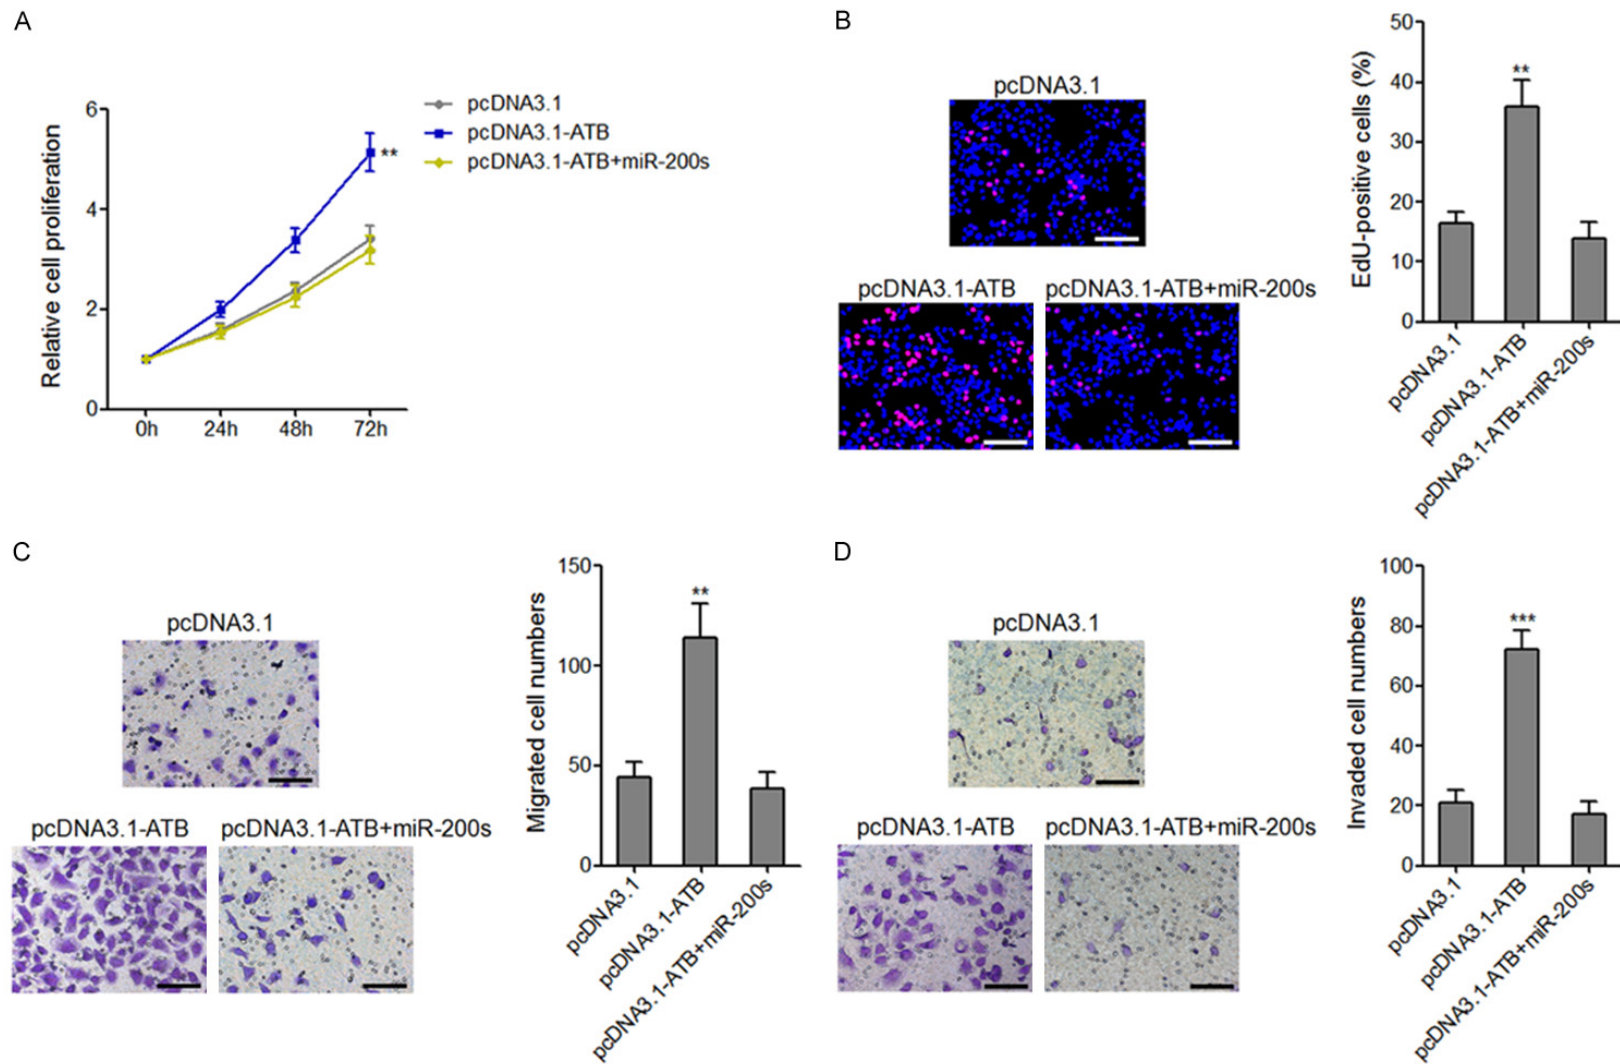 A
6
4
2
0
Relative cell proliferation
0h
24h
48h
72h
**
pcDNA3.1
pcDNA3.1-ATB
pcDNA3.1-ATB+miR-200s
B
pcDNA3.1
pcDNA3.1-ATB
pcDNA3.1-ATB+miR-200s
EdU-positive cells (%)
50
40
30
20
10
0
**
pcDNA3.1
pcDNA3.1-ATB
pcDNA3.1-ATB+miR-200s
C
pcDNA3.1
pcDNA3.1-ATB
pcDNA3.1-ATB+miR-200s
Migrated cell numbers
150
100
50
0
**
pcDNA3.1
pcDNA3.1-ATB
pcDNA3.1-ATB+miR-200s
D
pcDNA3.1
pcDNA3.1-ATB
pcDNA3.1-ATB+miR-200s
Invaded cell numbers
100
80
60
40
20
0
***
pcDNA3.1
pcDNA3.1-ATB
pcDNA3.1-ATB+miR-200s